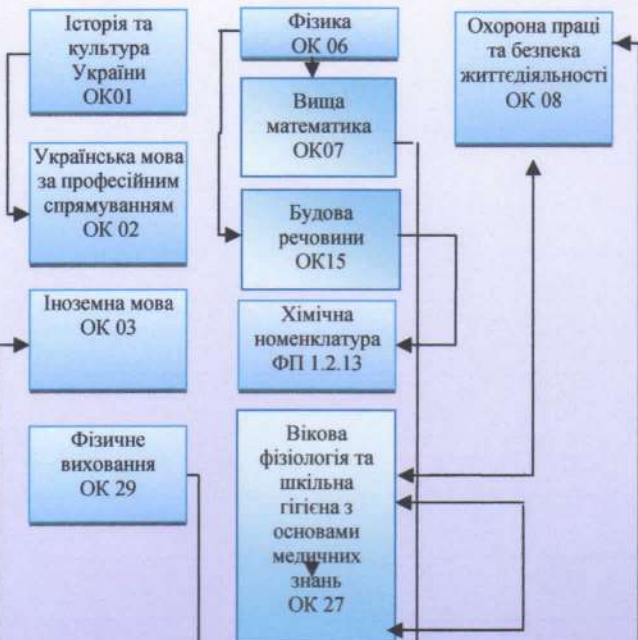 Історія та
культура
України
ОК01
Українська мова
за професійним
спрямуванням
ОК 02
Іноземна мова
ОК 03
Фізичне
виховання
ОК 29
Фізика
ОК 06
Вища
математика
ОК07
Будова
речовини
ОК15
Хімічна
номенклатура
ФП 1.2.13
Вікова
фізіологія та
шкільна
гігієна з
основами
медичних
знань
ОК 27
Охорона праці
та безпека
життєдіяльності
ОК 08